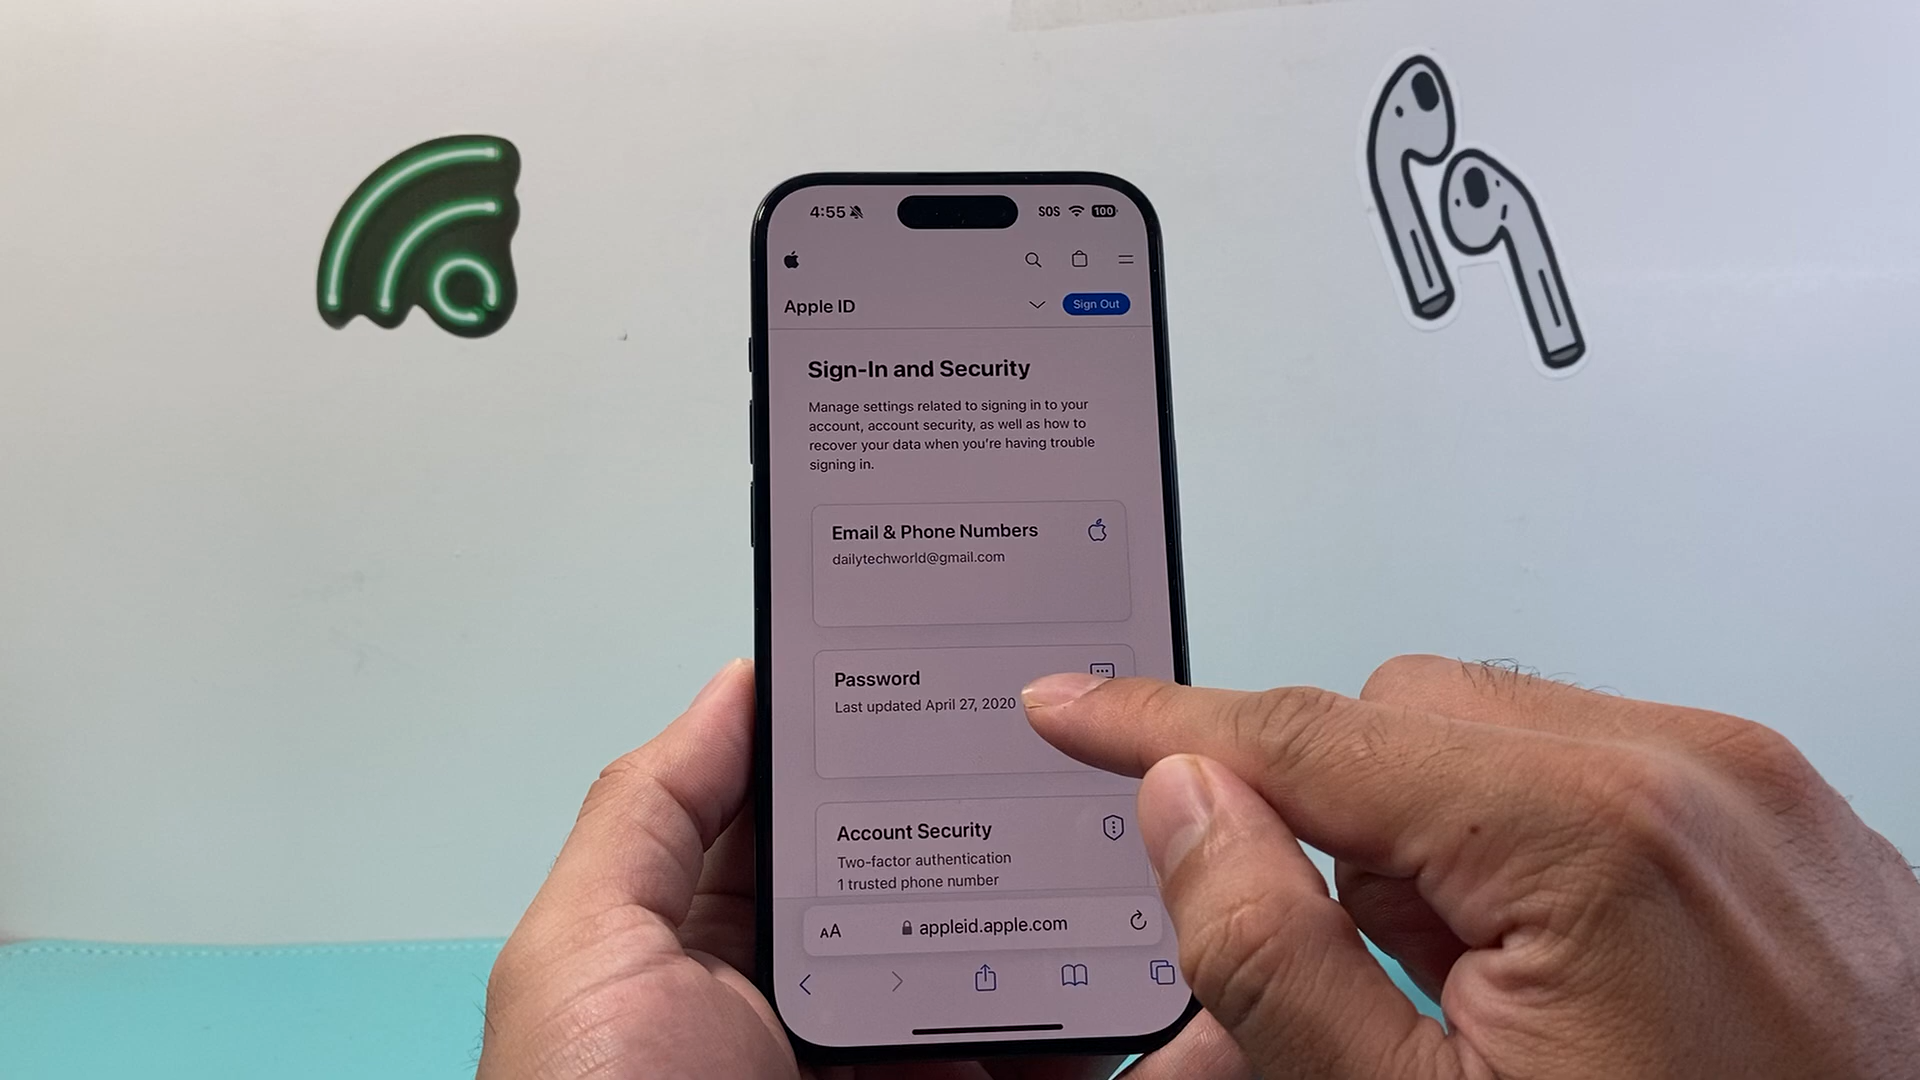 4:55
SOS
100
Apple ID
Sign Out
Sign-In and Security
Manage settings related to signing in to your
account, account security, as well as how to
recover your data when you're having trouble
signing in.
Email & Phone Numbers
dailytechworld@gmail.com
Password
Last updated April 27, 2020
Account Security
Two-factor authentication
1 trusted phone number
AA
appleid.apple.com